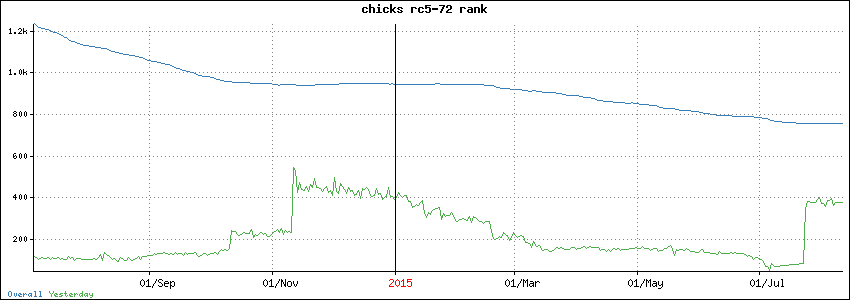 chicks rc5-72 rank
1.2k
1.0k
800
600
400
200
01/Sep 01/Nov 2015 01/Mar 01/May 01/Jul
Overall Yesterday